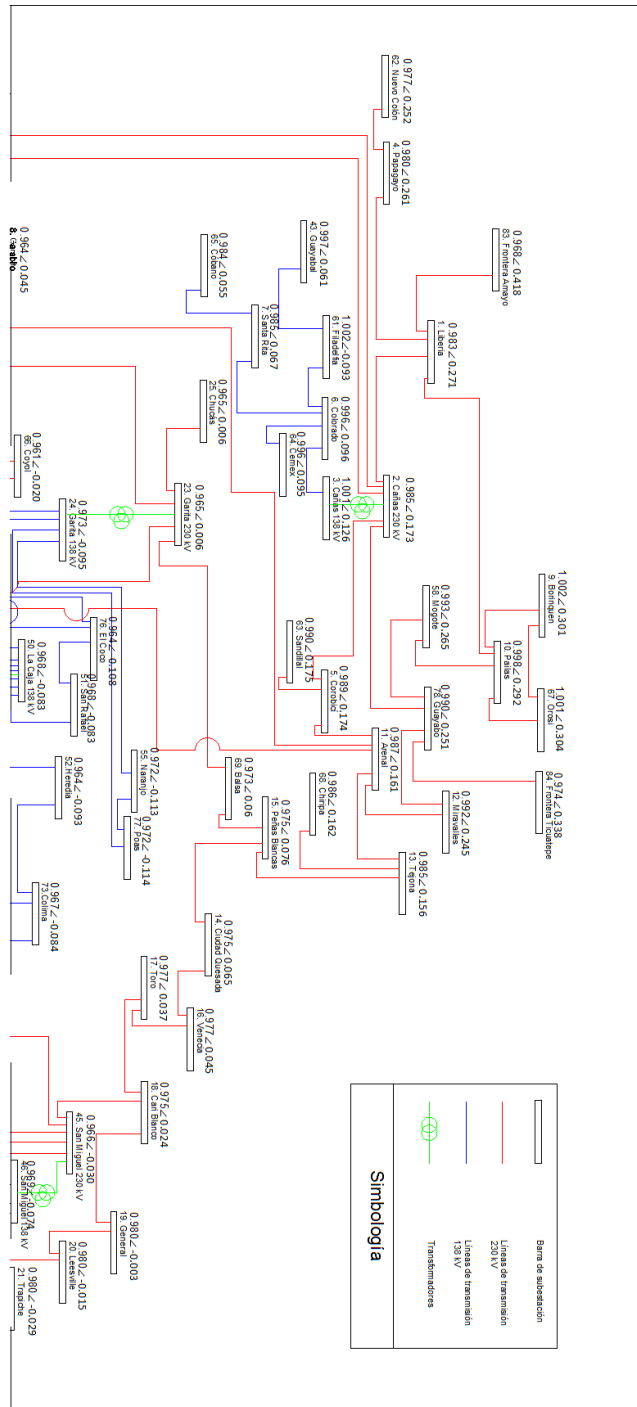 0.977∠0.252
62. Nuevo Colón
0.980∠0.261
4. Papagayo
0.968∠0.418
83. Frontera Amayo
0.983∠0.271
1. Liberia
0.985∠0.173
2. Cañas 230 kV
1.002∠0.301
9. Borinquen
0.998∠0.292
10. Pailas
1.001∠0.304
67. Orosi
0.974∠0.338
84. Frontera Ticuatepe
0.993∠0.265
58. Mogote
0.990∠0.251
78. Guayabo
0.992∠0.245
12. Miravalles
0.985∠0.156
13. Tejona
0.997∠0.061
43. Guayabal
1.002∠-0.093
61. Filadelfia
0.996∠0.096
6. Colorado
1.001∠0.126
3. Cañas 138 kV
0.996∠0.095
64. Cemex
0.984∠0.055
65. Cobano
0.985∠0.067
7. Santa Rita
0.990∠0.175
63. Sandillal
0.989∠0.174
5. Corobicí
0.987∠0.161
11. Arenal
0.986∠0.162
68. Chiripa
0.965∠0.006
25. Chucás
0.965∠0.006
23. Garita 230 kV
0.973∠0.06
69. Balsa
0.975∠0.076
15. Peñas Blancas
0.975∠0.065
14. Ciudad Quesada
0.977∠0.045
16. Venecia
0.977∠0.037
17. Toro
0.975∠0.024
18. Cari Blanco
0.964∠0.045
0.961∠-0.020
66. Coyol
0.973∠-0.095
24. Garita 138 kV
0.964∠-0.108
76. El Coco
0.968∠-0.083
50. La Caja 138 kV
0.968∠-0.083
51. San Rafael
0.964∠-0.093
52. Heredia
0.972∠-0.113
55. Naranjo
0.972∠-0.114
77. Poas
0.967∠-0.084
73. Colima
0.966∠-0.030
45. San Miguel 230 kV
0.969∠-0.074
46. San Miguel 138 kV
0.980∠-0.003
19. General
0.980∠-0.015
20. Leesville
0.980∠-0.029
21. Trapiche
Simbología
Barra de subestación
Líneas de transmisión
230 kV
Líneas de transmisión
138 kV
Transformadores